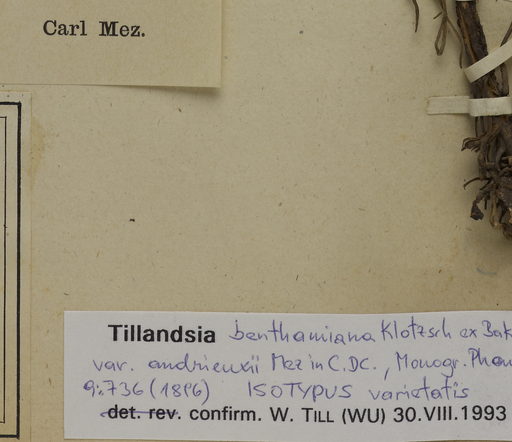 Carl Mez.
Tillandsia benthamiana Klotzsch ex Bak
var. andrieuxii Mez in C.DC., Monogr. Phan
9:736 (1896) ISOTYPUS varietatis
det. rev. confirm. W. TILL (WU) 30.VIII.1993